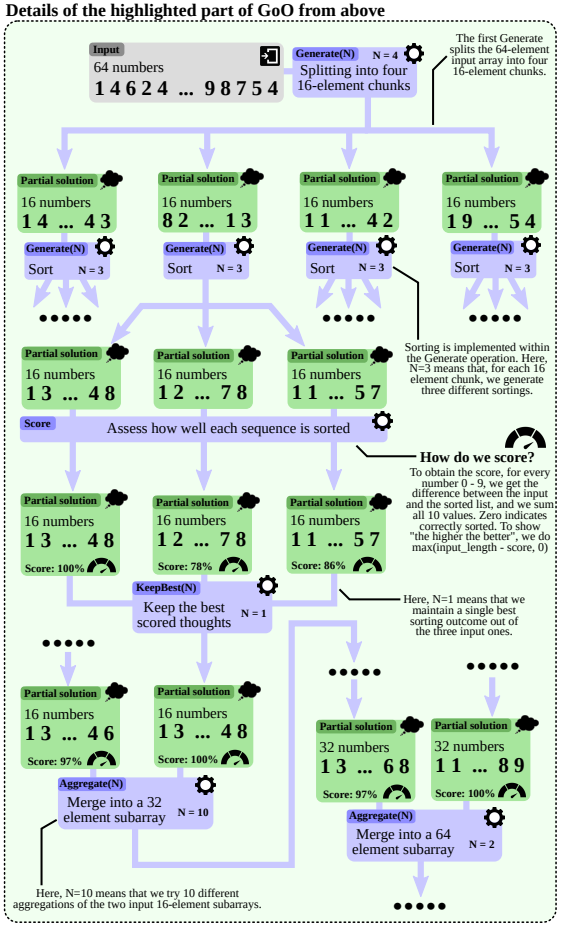 Details of the highlighted part of GoO from above
Input
64 numbers
1 4 6 2 4 ... 9 8 7 5 4
Generate(N) N = 4
Splitting into four
16-element chunks
The first Generate
splits the 64-element
input array into four
16-element chunks.
Partial solution
16 numbers
1 4 ... 4 3
Generate(N)
Sort N = 3
Partial solution
16 numbers
8 2 ... 1 3
Generate(N)
Sort N = 3
Partial solution
16 numbers
1 1 ... 4 2
Generate(N)
Sort N = 3
Partial solution
16 numbers
1 9 ... 5 4
Generate(N)
Sort N = 3
Sorting is implemented within
the Generate operation. Here,
N=3 means that, for each 16
element chunk, we generate
three different sortings.
Partial solution
16 numbers
1 3 ... 4 8
Partial solution
16 numbers
1 2 ... 7 8
Partial solution
16 numbers
1 1 ... 5 7
Score
Assess how well each sequence is sorted
How do we score?
To obtain the score, for every
number 0 - 9, we get the
difference between the input
and the sorted list, and we sum
all 10 values. Zero indicates
correctly sorted. To show
"the higher the better", we do
max(input_length - score, 0)
Partial solution
16 numbers
1 3 ... 4 8
Score: 100%
Partial solution
16 numbers
1 2 ... 7 8
Score: 78%
Partial solution
16 numbers
1 1 ... 5 7
Score: 86%
KeepBest(N)
Keep the best
scored thoughts
N = 1
Here, N=1 means that we
maintain a single best
sorting outcome out of
the three input ones.
Partial solution
16 numbers
1 3 ... 4 6
Score: 97%
Partial solution
16 numbers
1 3 ... 4 8
Score: 100%
Aggregate(N)
Merge into a 32
element subarray
N = 10
Partial solution
32 numbers
1 3 ... 6 8
Score: 97%
Partial solution
32 numbers
1 1 ... 8 9
Score: 100%
Aggregate(N)
Merge into a 64
element subarray
N = 2
Here, N=10 means that we try 10 different
aggregations of the two input 16-element subarrays.